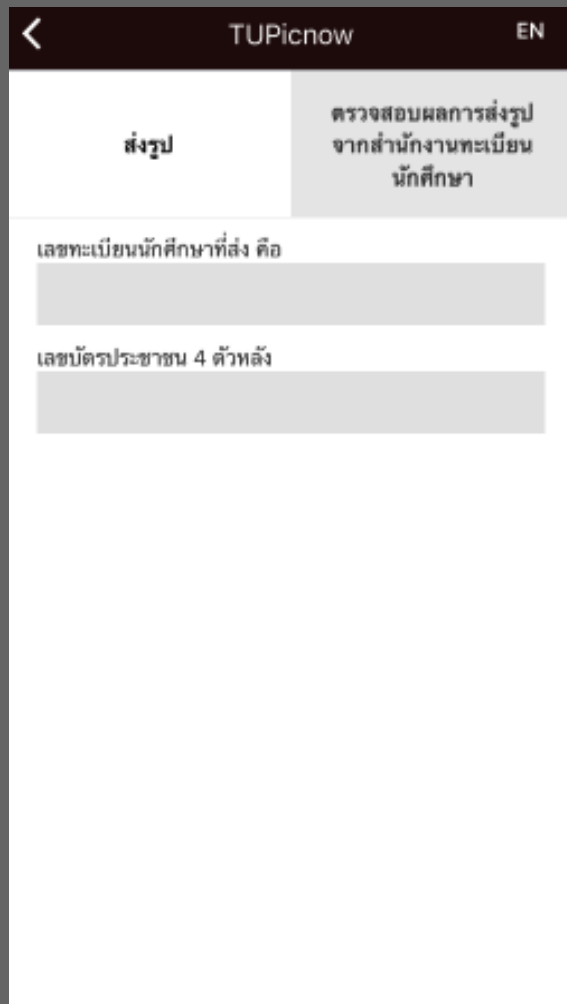 TUPicnow
EN
ส่งรูป
ตรวจสอบผลการส่งรูป
จากสำนักงานทะเบียน
นักศึกษา
เลขทะเบียนนักศึกษาที่ส่ง คือ
เลขบัตรประชาชน 4 ตัวหลัง